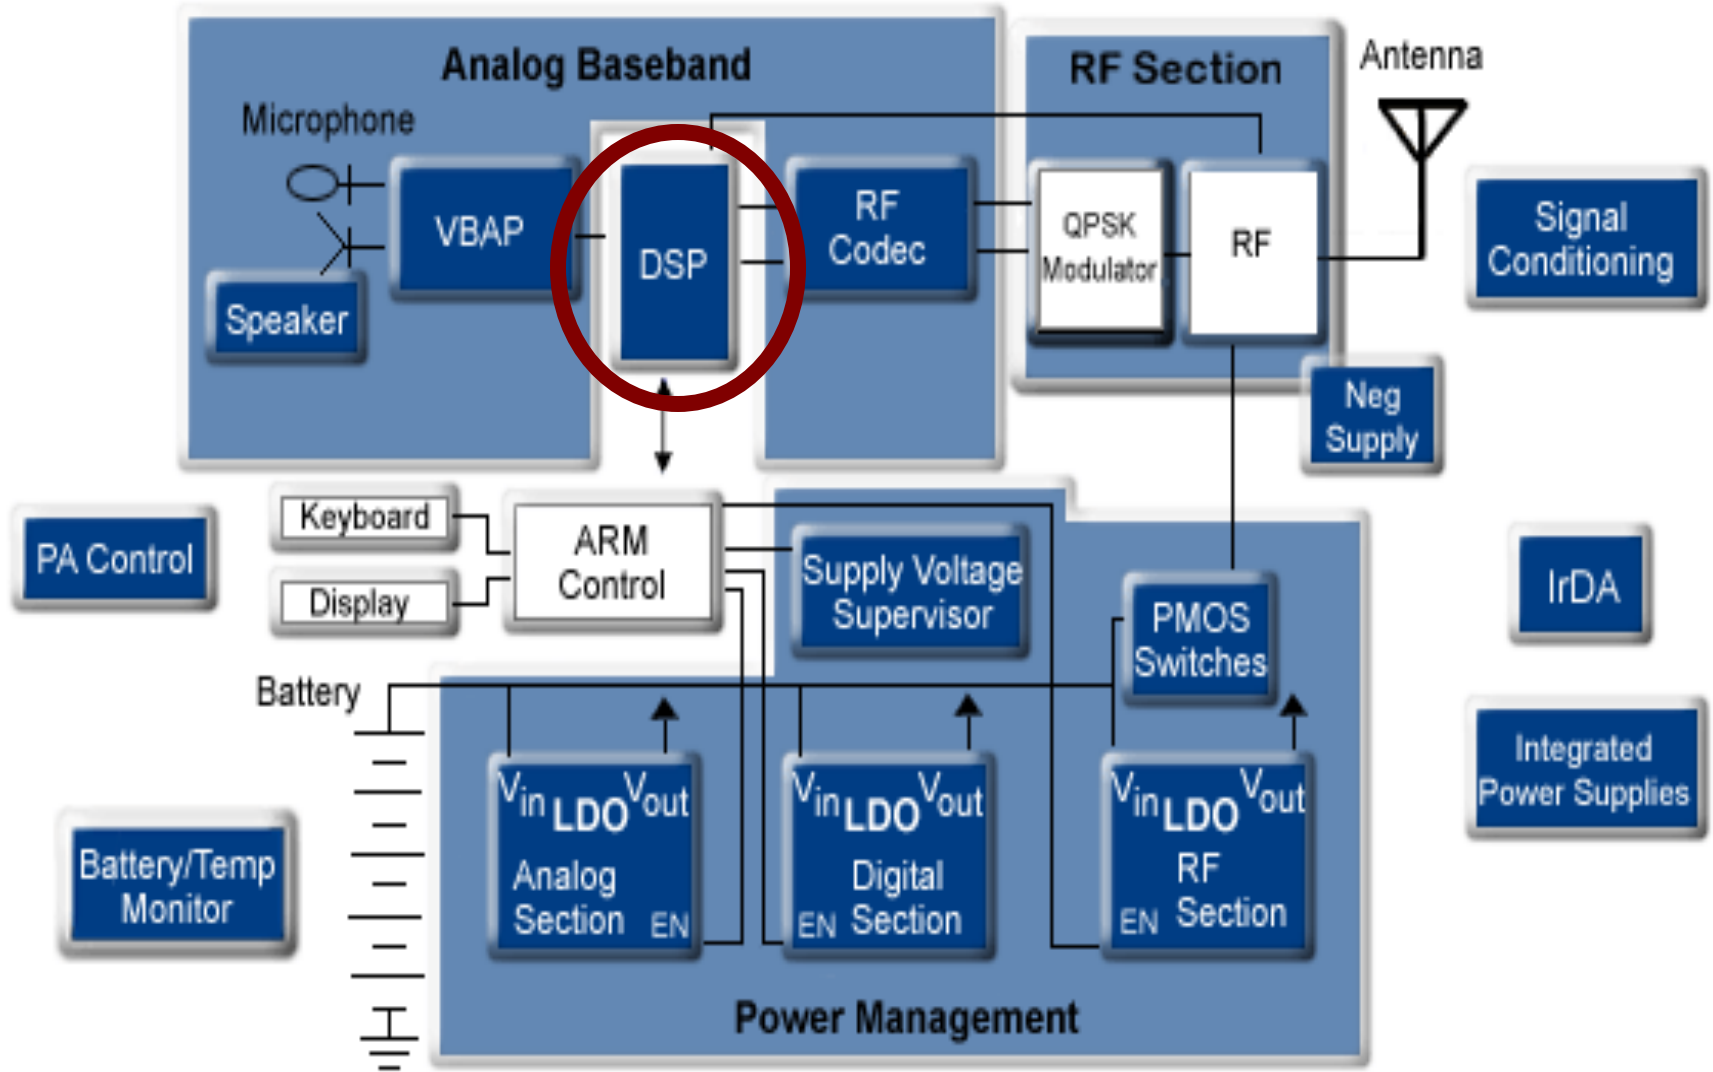 Analog Baseband
RF Section
Antenna
Microphone
VBAP
DSP
RF
Codec
QPSK
Modulator
RF
Signal
Conditioning
Speaker
Neg
Supply
PA Control
Keyboard
Display
ARM
Control
Supply Voltage
Supervisor
PMOS
Switches
IrDA
Battery
Vin LDO Vout
Analog
Section EN
Vin LDO Vout
Digital
EN Section
Vin LDO Vout
RF
EN Section
Integrated
Power Supplies
Battery/Temp
Monitor
Power Management